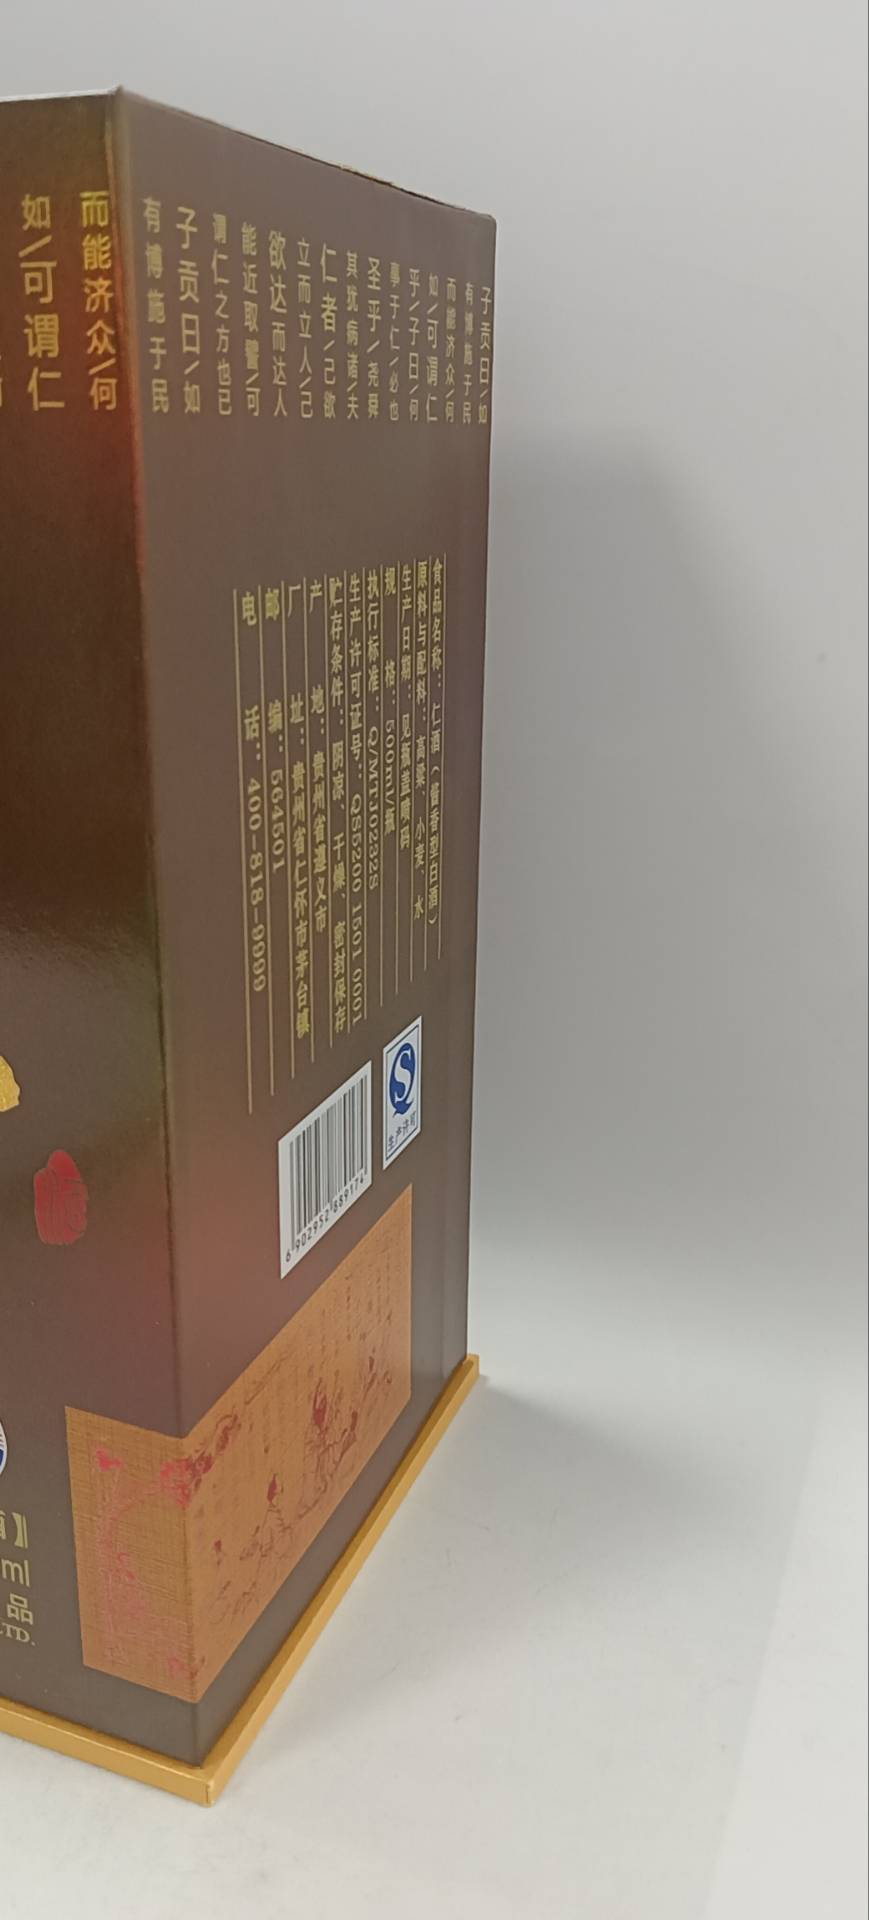 子贡曰/如
有博施于民
而能济众/何
如/可谓仁
乎/子曰/何
事于仁/必也
圣乎/尧舜
其犹病诸/夫
仁者/己欲
立而立人/己
欲达而达人
能近取譬/可
谓仁之方也已
子贡曰/如
有博施于民
而能济众/何
如/可谓仁
食品名称：仁酒（酱香型白酒）
原料与配料：高粱、小麦、水
生产日期：见瓶盖喷码
规格：500ml/瓶
执行标准：Q/MTJ0232S
生产许可证号：QS5200 1501 0001
贮存条件：阴凉、干燥、密封保存
产地：贵州省遵义市
厂址：贵州省仁怀市茅台镇
邮编：564501
电话：400-818-9999
生产许可
6 902952 889174
】
ml
品
LTD.